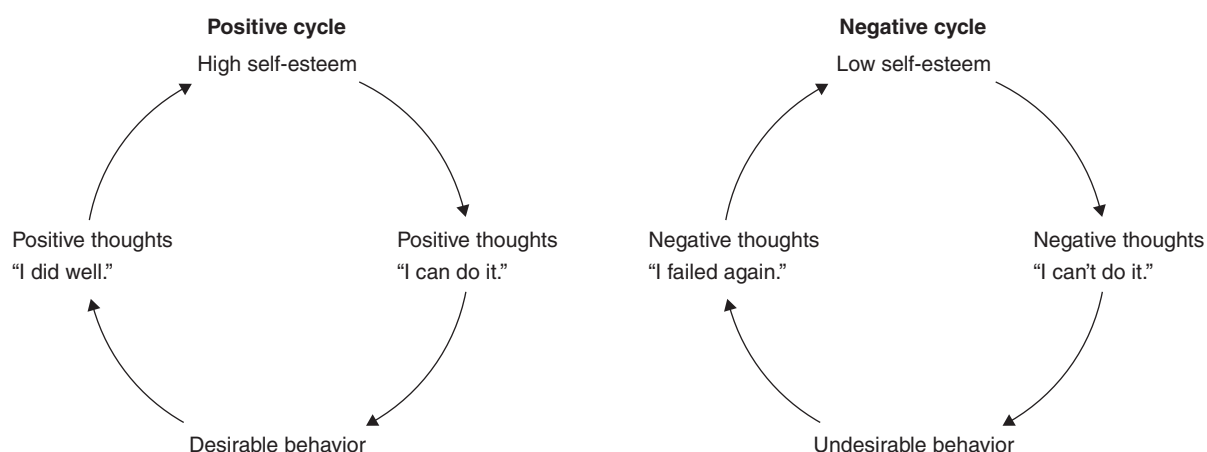 Positive cycle
High self-esteem
Positive thoughts
“I did well.”
Positive thoughts
“I can do it.”
Desirable behavior
Negative cycle
Low self-esteem
Negative thoughts
“I failed again.”
Negative thoughts
“I can’t do it.”
Undesirable behavior